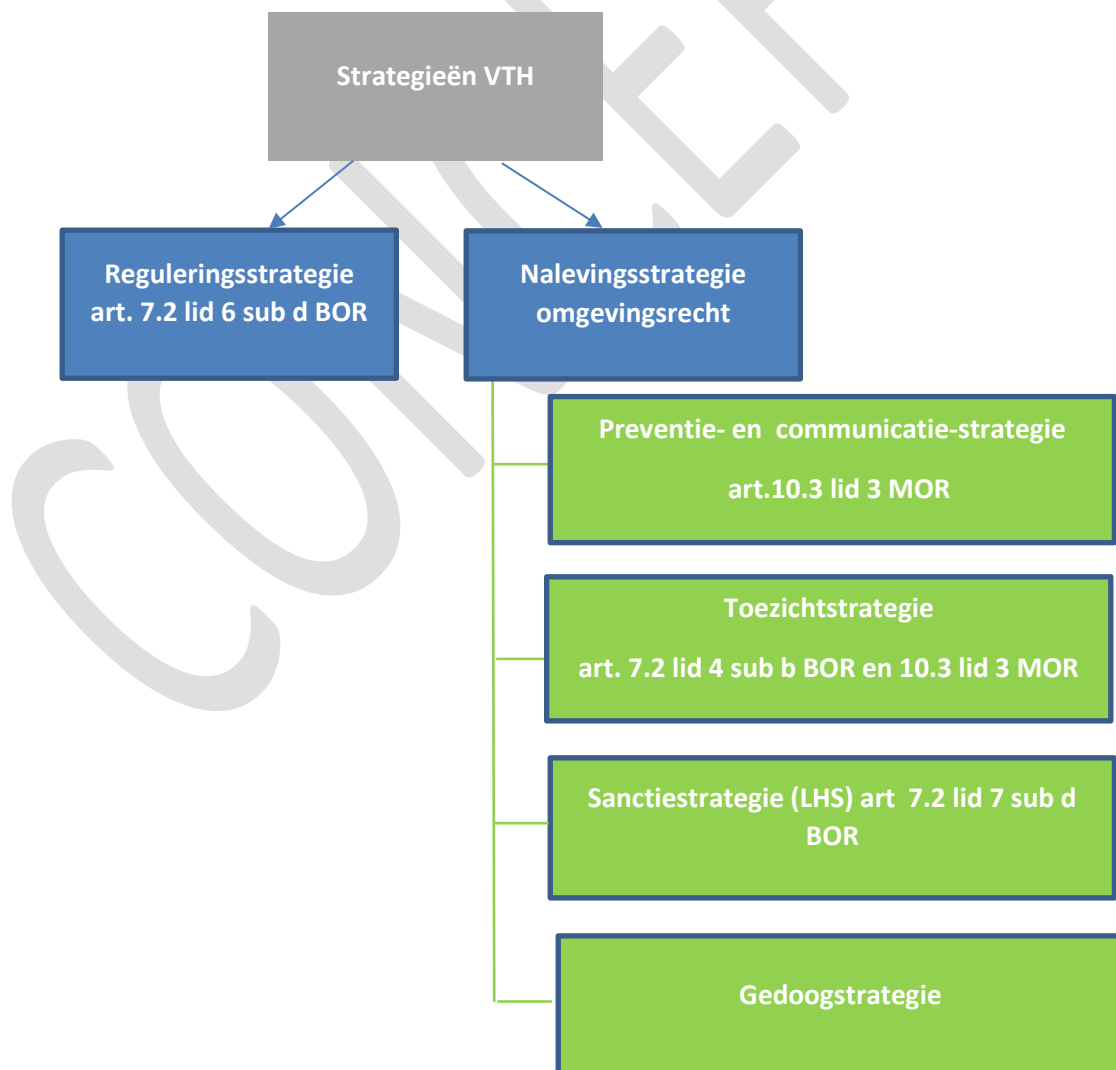 Strategieën VTH
Reguleringsstrategie
art. 7.2 lid 6 sub d BOR
Nalevingsstrategie
omgevingsrecht
Preventie- en  communicatie-strategie
art.10.3 lid 3 MOR
Toezichtstrategie
art. 7.2 lid 4 sub b BOR en 10.3 lid 3 MOR
Sanctiestrategie (LHS) art  7.2 lid 7 sub d
BOR
Gedoogstrategie